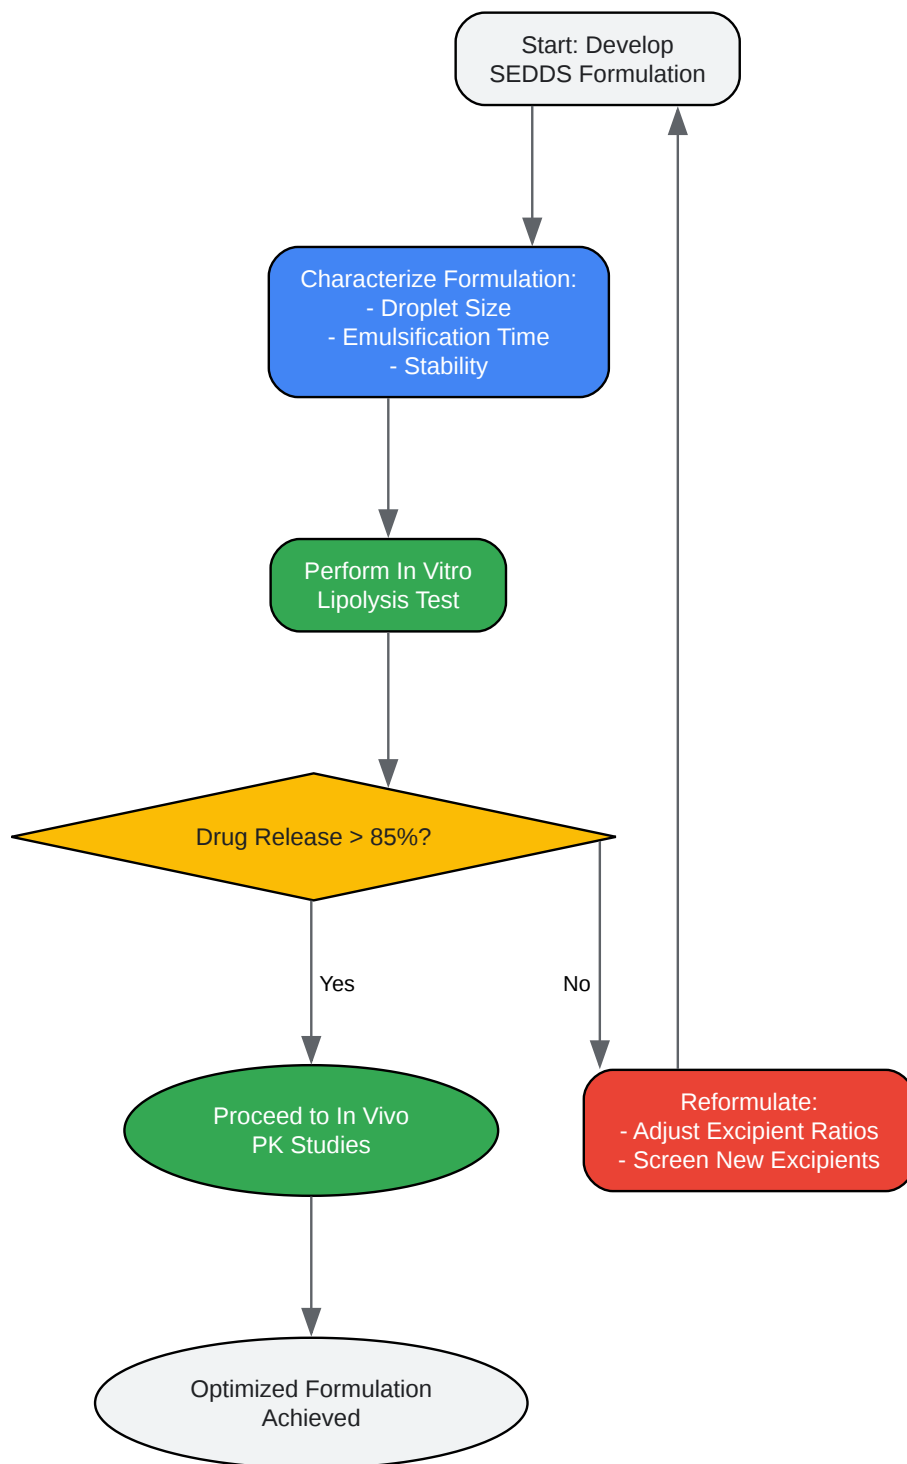 Start: Develop
SEDDS Formulation
Characterize Formulation:
- Droplet Size
- Emulsification Time
- Stability
Perform In Vitro
Lipolysis Test
Drug Release > 85%?
Yes
No
Proceed to In Vivo
PK Studies
Reformulate:
- Adjust Excipient Ratios
- Screen New Excipients
Optimized Formulation
Achieved